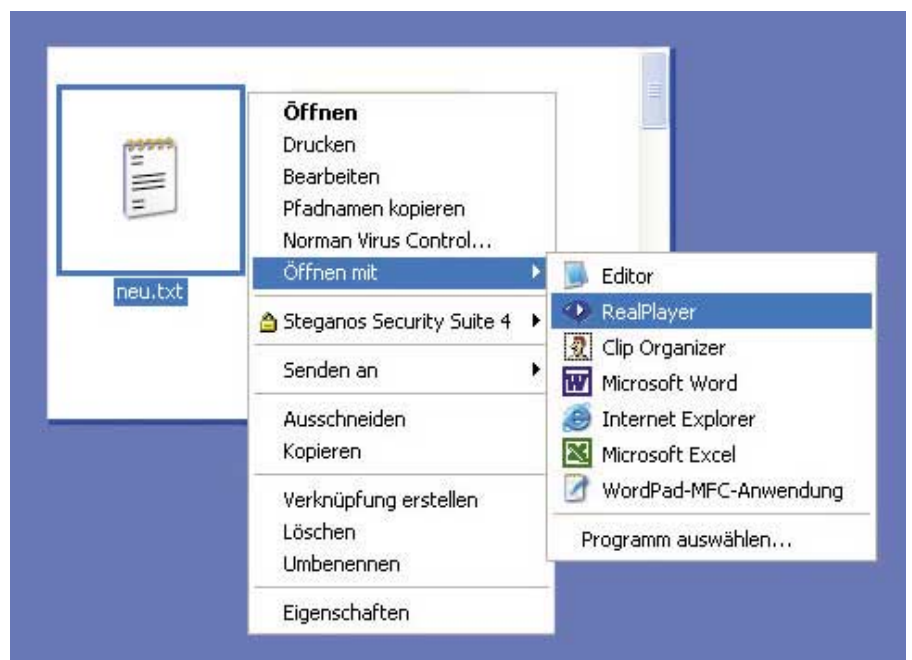 neu.txt
Öffnen
Drucken
Bearbeiten
Pfadnamen kopieren
Norman Virus Control...
Öffnen mit
Steganos Security Suite 4
Senden an
Ausschneiden
Kopieren
Verknüpfung erstellen
Löschen
Umbenennen
Eigenschaften
Editor
RealPlayer
Clip Organizer
Microsoft Word
Internet Explorer
Microsoft Excel
WordPad-MFC-Anwendung
Programm auswählen...